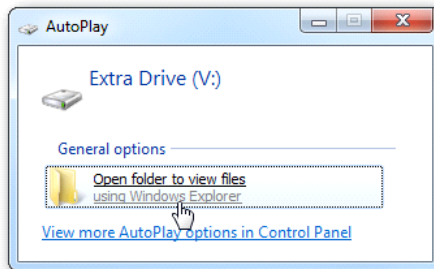 AutoPlay
Extra Drive (V:)
General options
Open folder to view files
using Windows Explorer
View more AutoPlay options in Control Panel